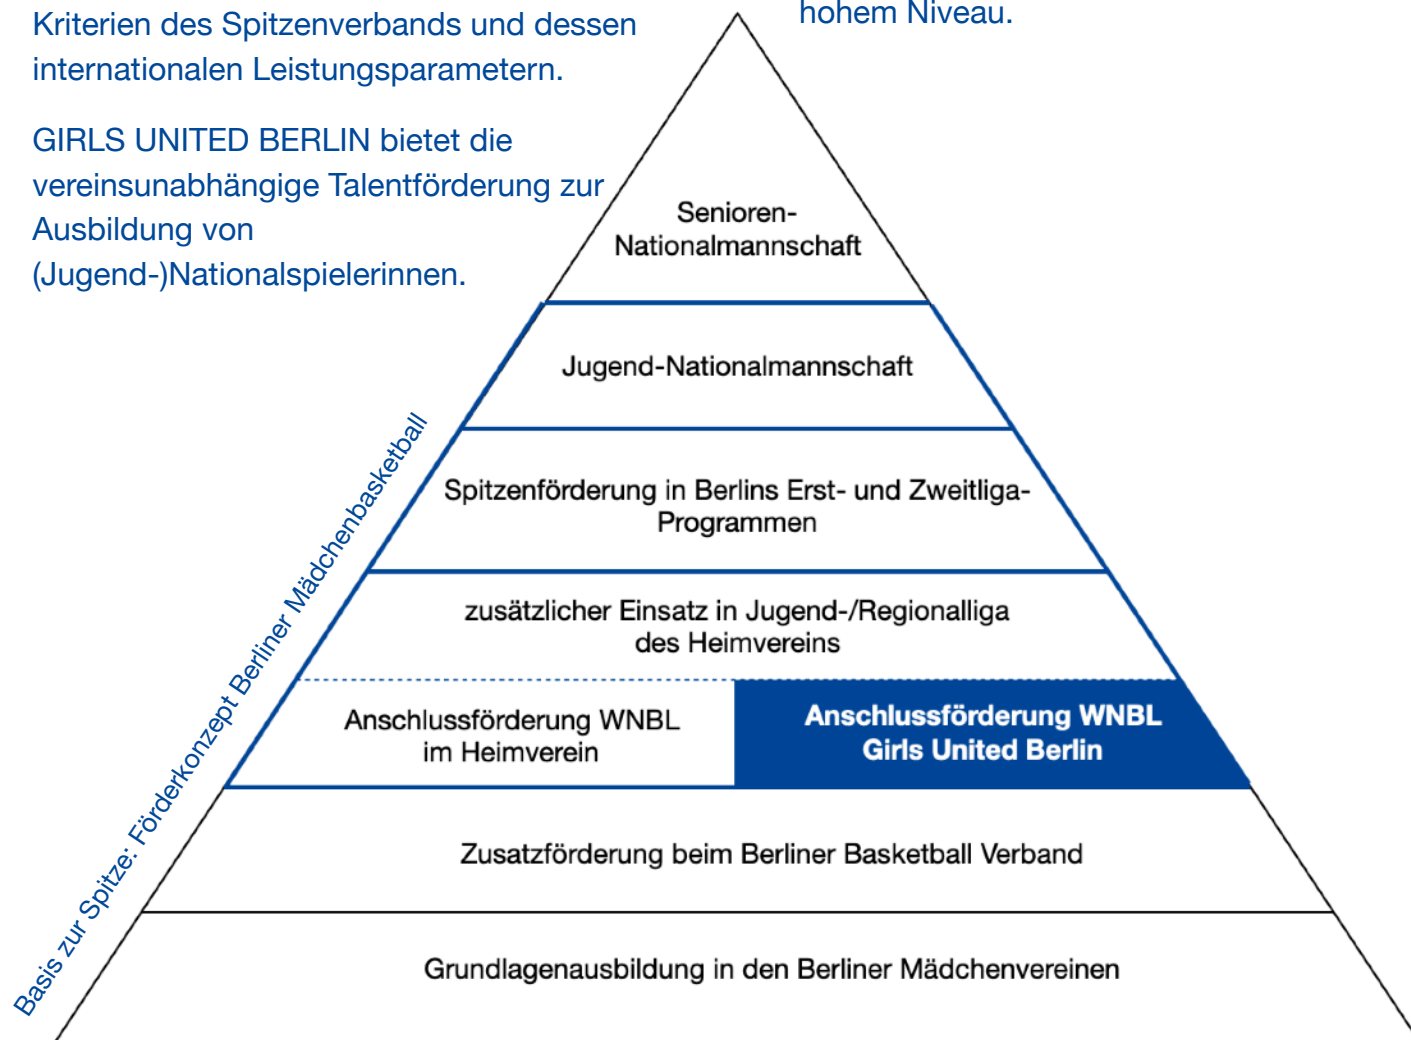 Kriterien des Spitzenverbands und dessen
internationalen Leistungsparametern.
GIRLS UNITED BERLIN bietet die
vereinsunabhängige Talentförderung zur
Ausbildung von
(Jugend-)Nationalspielerinnen.
hohem Niveau.
Senioren-
Nationalmannschaft
Jugend-Nationalmannschaft
Spitzenförderung in Berlins Erst- und Zweitliga-
Programmen
zusätzlicher Einsatz in Jugend-/Regionalliga
des Heimvereins
Anschlussförderung WNBL
im Heimverein
Anschlussförderung WNBL
Girls United Berlin
Zusatzförderung beim Berliner Basketball Verband
Grundlagenausbildung in den Berliner Mädchenvereinen
Basis zur Spitze: Förderkonzept Berliner Mädchenbasketball